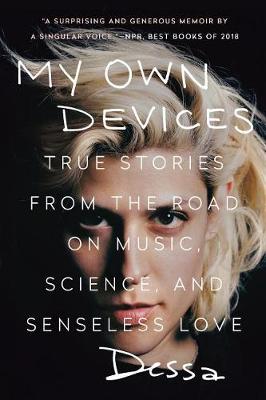 "A SURPRISING AND GENEROUS MEMOIR BY
A SINGULAR VOICE."—NPR, BEST BOOKS OF 2018
MY OWN
DEVICES
TRUE STORIES
FROM THE ROAD
ON MUSIC,
SCIENCE, AND
SENSELESS LOVE
Dessa